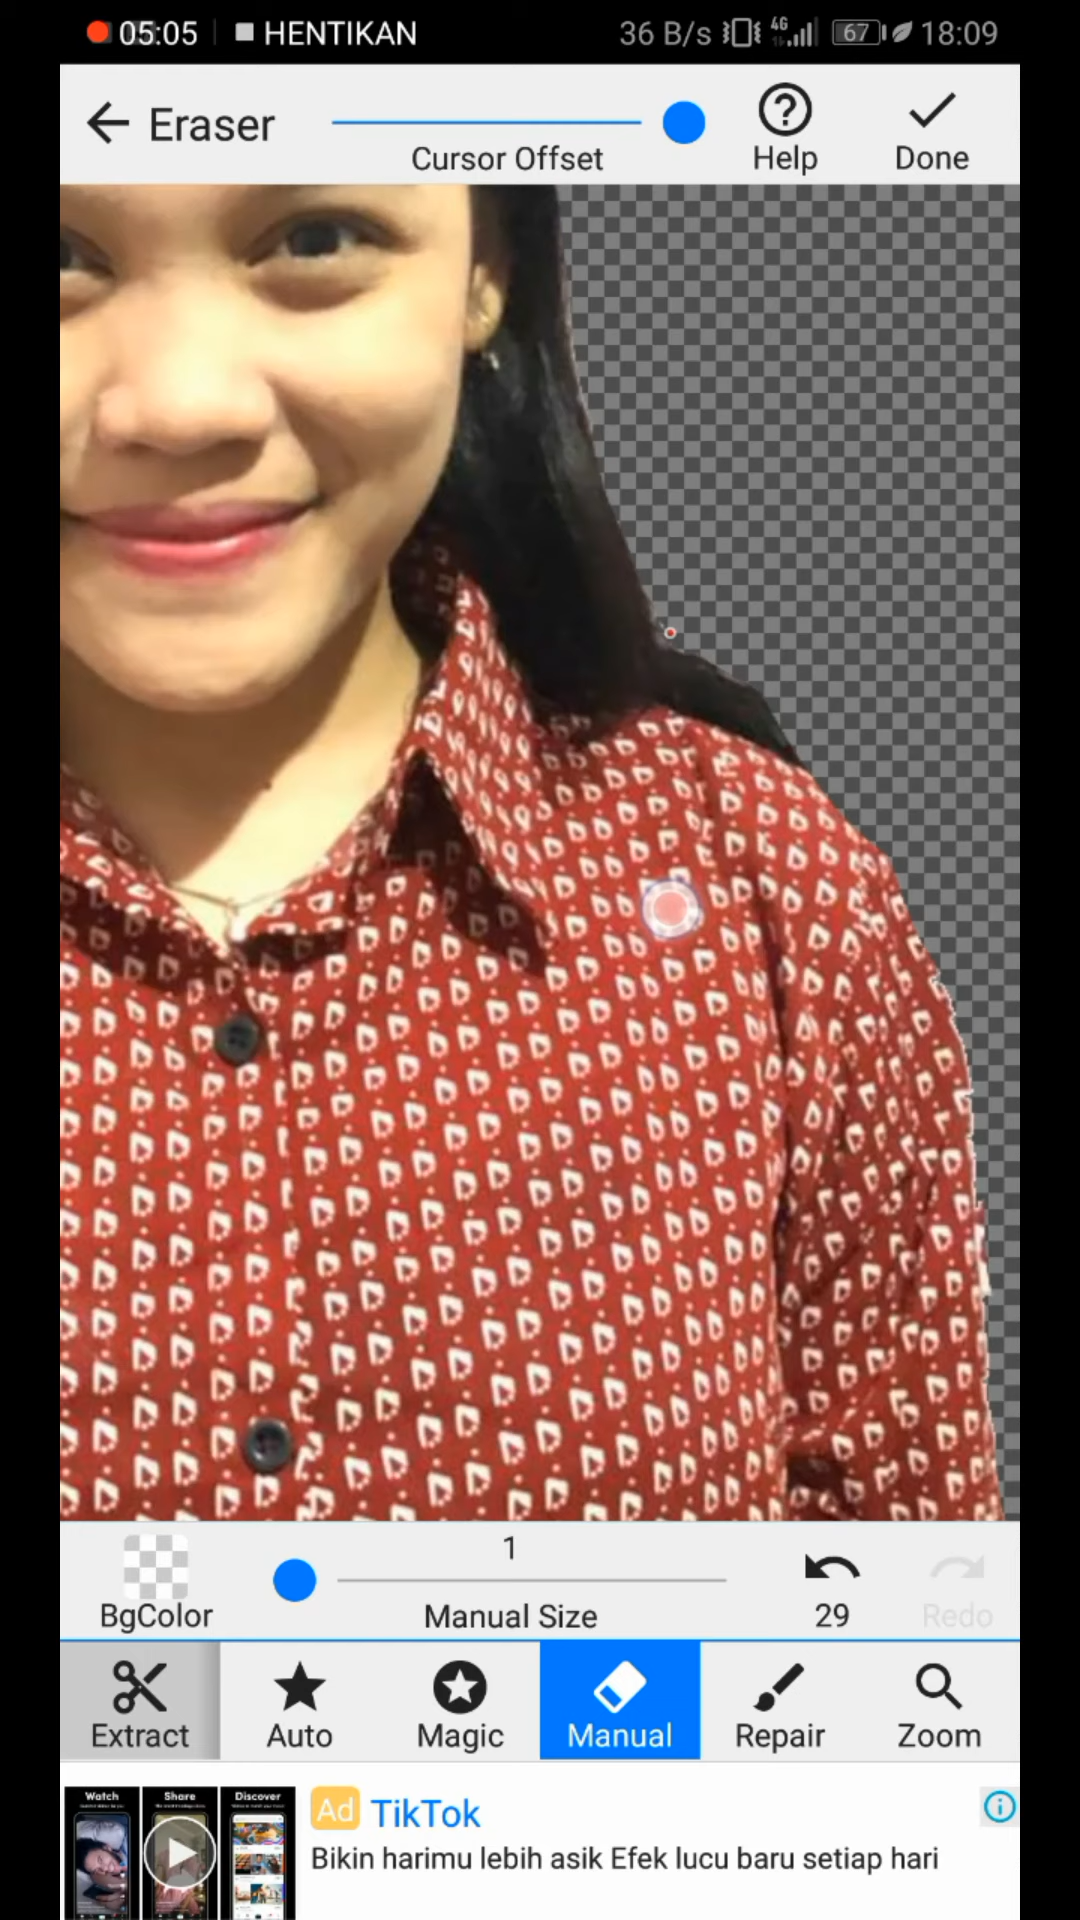 05:05 HENTIKAN 36 B/s 4G 67 18:09
Eraser
Cursor Offset
Help
Done
1
BgColor
Manual Size
29
Redo
Extract
Auto
Magic
Manual
Repair
Zoom
Watch
Share
Discover
Ad TikTok
Bikin harimu lebih asik Efek lucu baru setiap hari